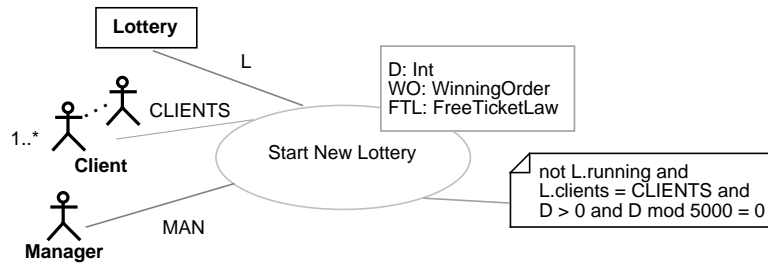 Lottery
L
D: Int
WO: WinningOrder
FTL: FreeTicketLaw
CLIENTS
1..*
Client
Start New Lottery
not L.running and
L.clients = CLIENTS and
D > 0 and D mod 5000 = 0
MAN
Manager